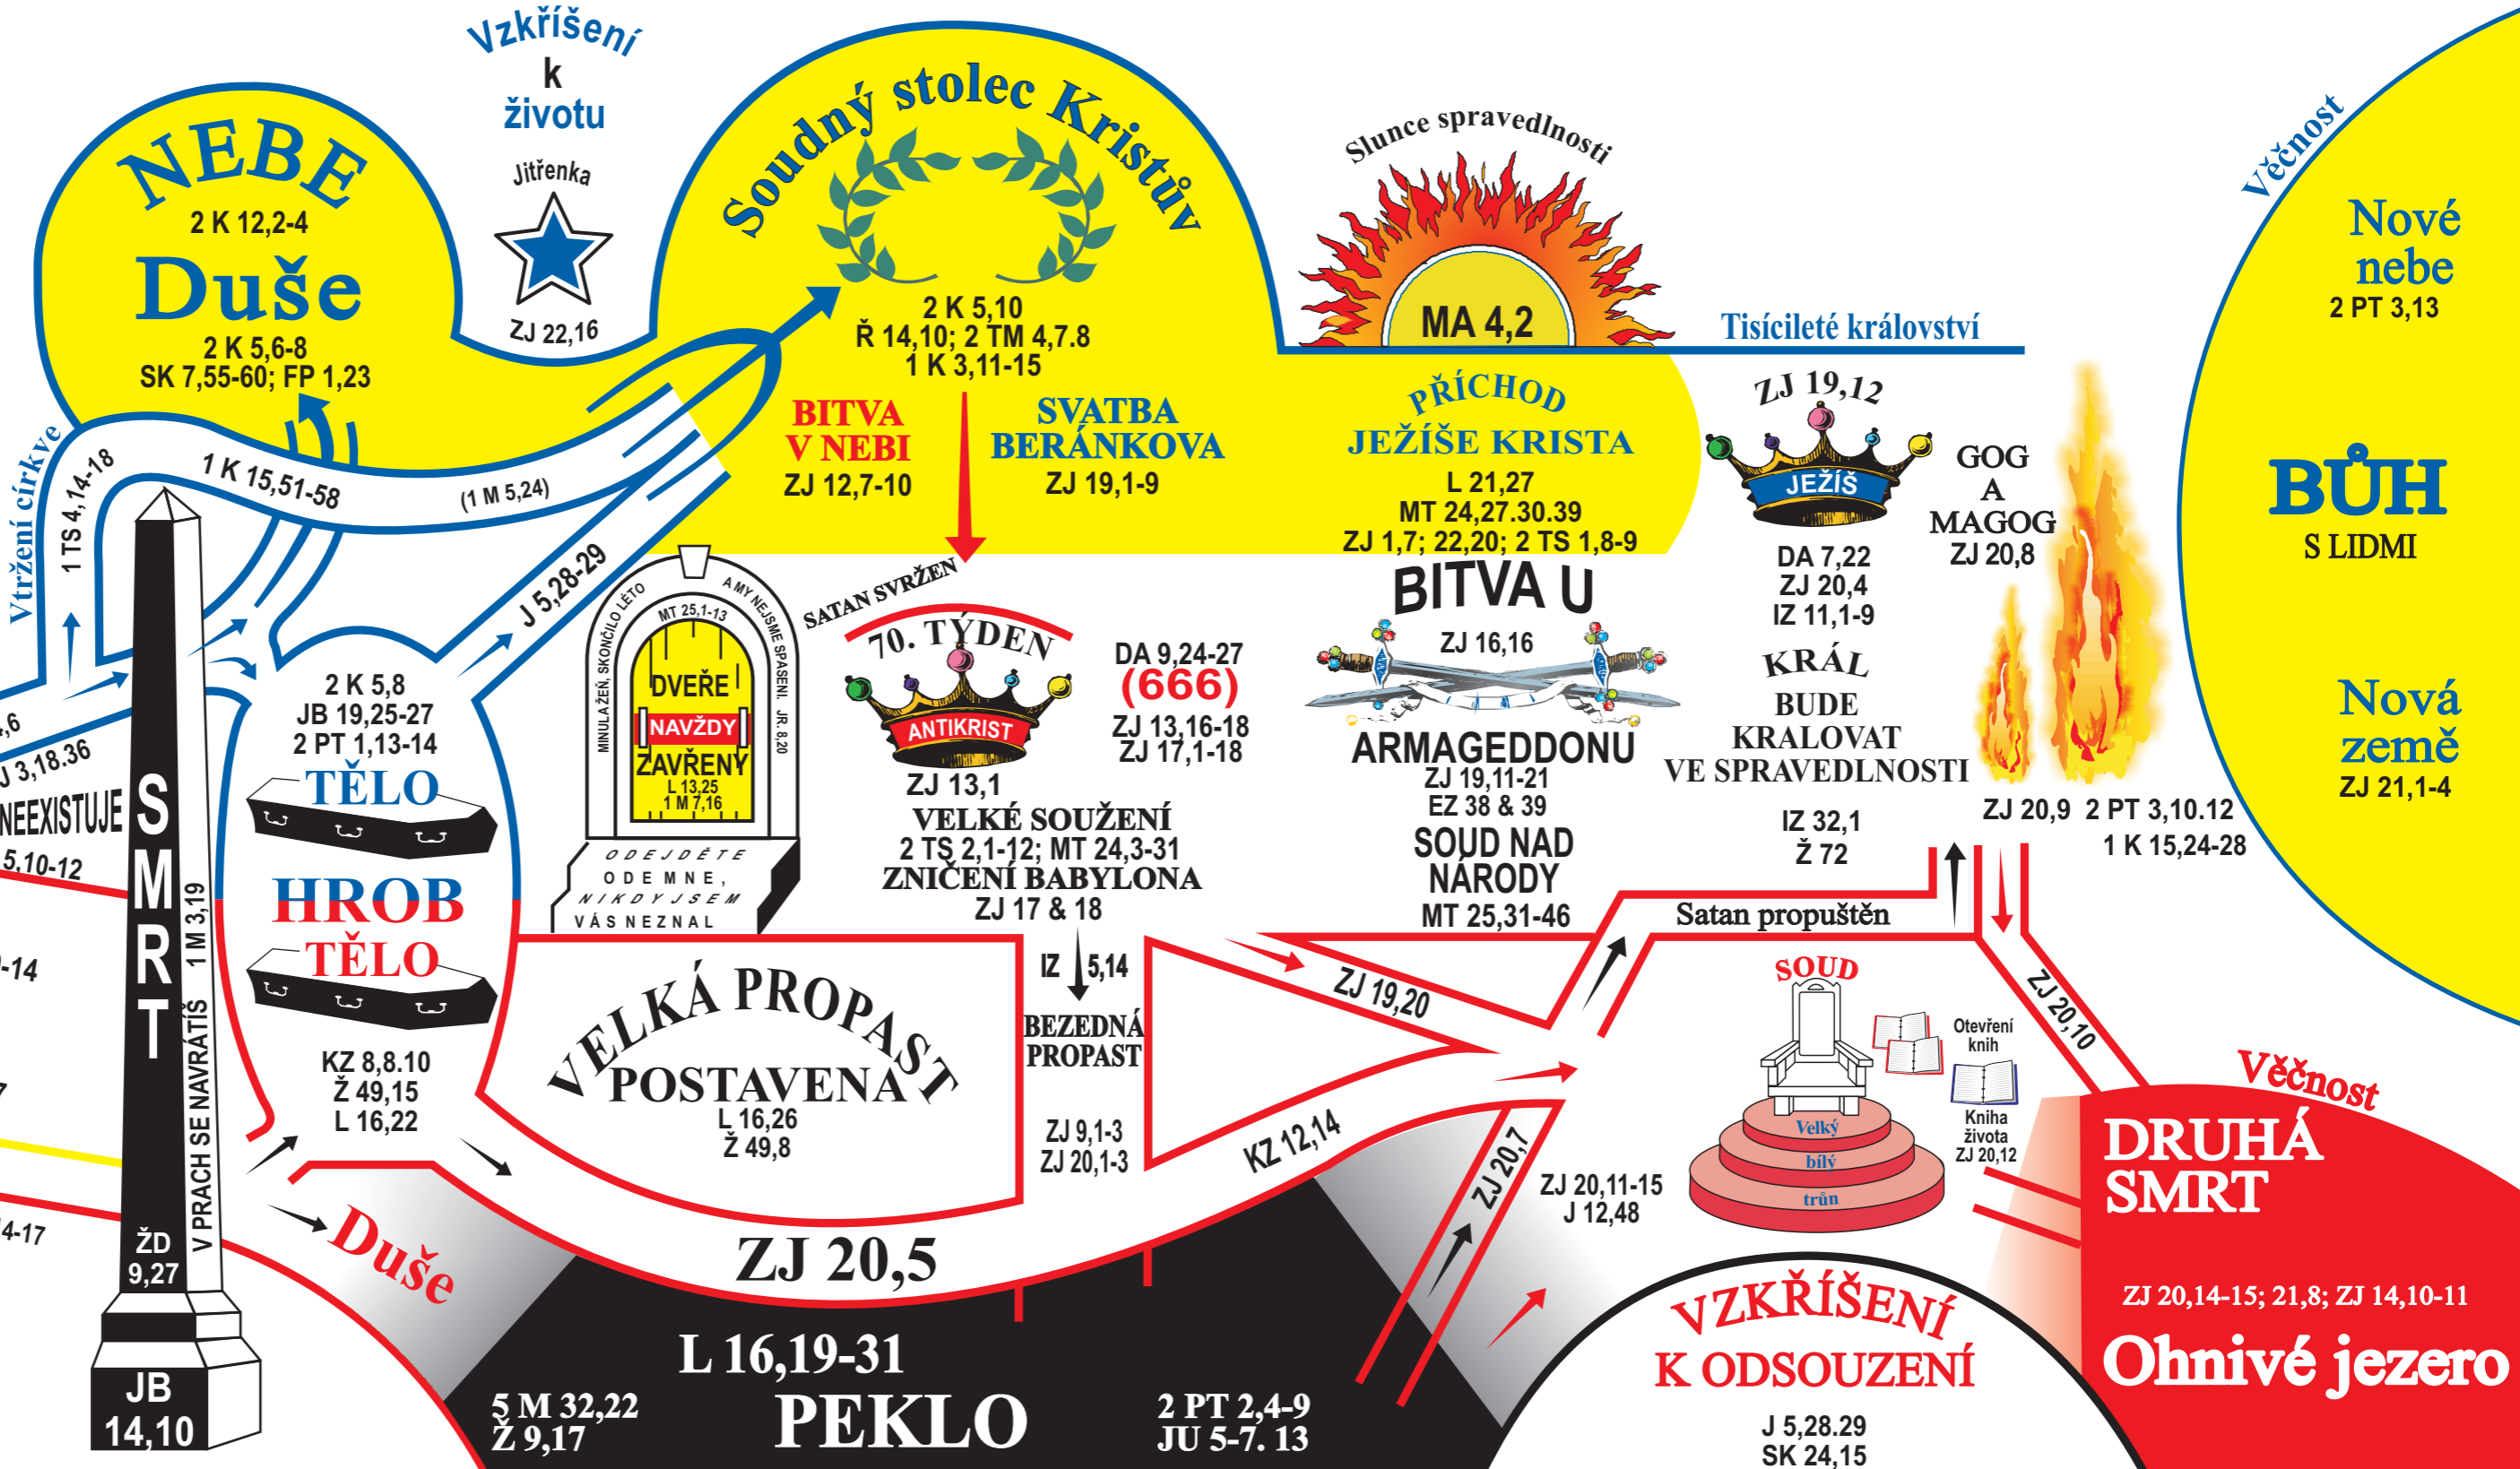 Vzkříšení
k
životu
Jitřenka
ZJ 22,16
NEBE
2 K 12,2-4
Duše
2 K 5,6-8
SK 7,55-60; FP 1,23
Soudný stolec Kristův
2 K 5,10
Ř 14,10; 2 TM 4,7.8
1 K 3,11-15
BITVA
V NEBI
ZJ 12,7-10
SVATBA
BERÁNKOVA
ZJ 19,1-9
Slunce spravedlnosti
MA 4,2
Tisícileté království
PŘÍCHOD
JEŽÍŠE KRISTA
L 21,27
MT 24,27.30.39
ZJ 1,7; 22,20; 2 TS 1,8-9
ZJ 19,12
JEŽÍŠ
DA 7,22
ZJ 20,4
IZ 11,1-9
KRÁL
BUDE
KRALOVAT
VE SPRAVEDLNOSTI
IZ 32,1
Ž 72
GOG
A
MAGOG
ZJ 20,8
ZJ 20,9
2 PT 3,10.12
1 K 15,24-28
Věčnost
Nové
nebe
2 PT 3,13
BŮH
S LIDMI
Nová
země
ZJ 21,1-4
Vtržení církve
1 TS 4,14-18
1 K 15,51-58
(1 M 5,24)
J 5,28-29
,6
J 3,18.36
NEEXISTUJE
5,10-12
-14
4-17
SMRT
V PRACH SE NAVRÁTÍŠ 1 M 3,19
ŽD
9,27
JB
14,10
2 K 5,8
JB 19,25-27
2 PT 1,13-14
TĚLO
HROB
TĚLO
KZ 8,8.10
Ž 49,15
L 16,22
MINULA ŽEŇ, SKONČILO LÉTO
A MY NEJSME SPASENI. JR. 8,20
MT 25,1-13
DVEŘE
NAVŽDY
ZAVŘENY
L 13,25
1 M 7,16
ODEJDĚTE
ODEMNE,
NIKDY JSEM
VÁS NEZNAL
SATAN SVRŽEN
70. TÝDEN
ANTIKRIST
ZJ 13,1
DA 9,24-27
(666)
ZJ 13,16-18
ZJ 17,1-18
VELKÉ SOUŽENÍ
2 TS 2,1-12; MT 24,3-31
ZNIČENÍ BABYLONA
ZJ 17 & 18
IZ 5,14
BEZEDNÁ
PROPAST
ZJ 9,1-3
ZJ 20,1-3
BITVA U
ZJ 16,16
ARMAGEDDONU
ZJ 19,11-21
EZ 38 & 39
SOUD NAD
NÁRODY
MT 25,31-46
Satan propuštěn
ZJ 19,20
KZ 12,14
ZJ 20,7
ZJ 20,10
VELKÁ PROPAST
POSTAVENA
L 16,26
Ž 49,8
Duše
ZJ 20,5
L 16,19-31
PEKLO
5 M 32,22
Ž 9,17
2 PT 2,4-9
JU 5-7. 13
SOUD
Otevření
knih
Kniha
života
ZJ 20,12
Velký
bílý
trůn
ZJ 20,11-15
J 12,48
VZKŘÍŠENÍ
K ODSOUZENÍ
J 5,28.29
SK 24,15
Věčnost
DRUHÁ
SMRT
ZJ 20,14-15; 21,8; ZJ 14,10-11
Ohnivé jezero